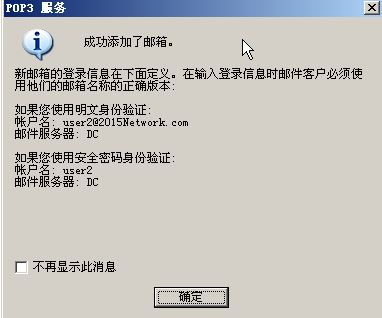 POP3 服务
成功添加了邮箱。
新邮箱的登录信息在下面定义。在输入登录信息时邮件客户必须使
用他们的邮箱名称的正确版本:
如果您使用明文身份验证:
帐户名: user2@2015Network.com
邮件服务器: DC
如果您使用安全密码身份验证:
帐户名: user2
邮件服务器: DC
不再显示此消息
确定